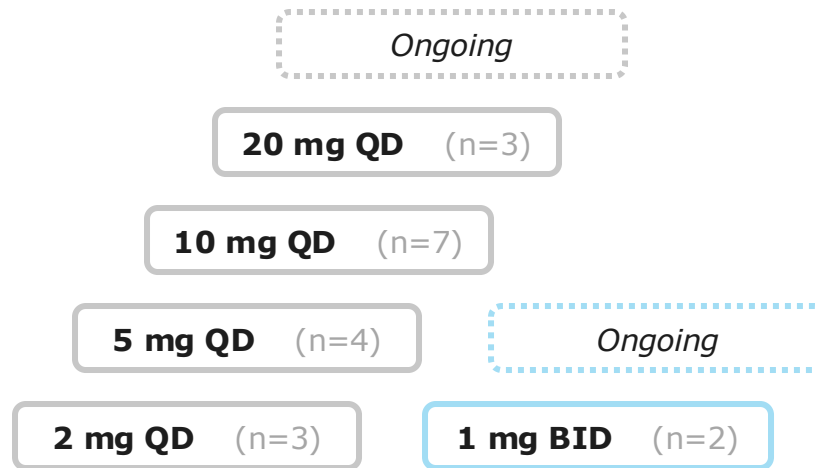 Ongoing
20 mg QD (n=3)
10 mg QD (n=7)
5 mg QD (n=4)
Ongoing
2 mg QD (n=3)
1 mg BID (n=2)